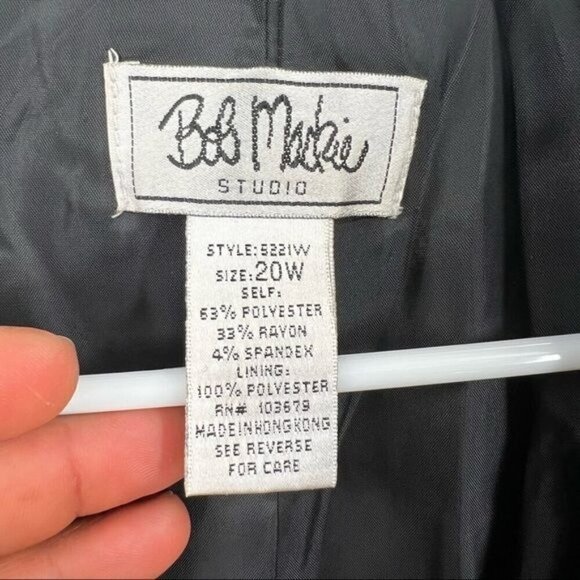 Bob Mackie
STUDIO
STYLE:5221W
SIZE:20W
SELF:
63% POLYESTER
33% RAYON
4% SPANDEX
LINING:
100% POLYESTER
RN# 103679
MADEINHONGKONG
SEE REVERSE
FOR CARE